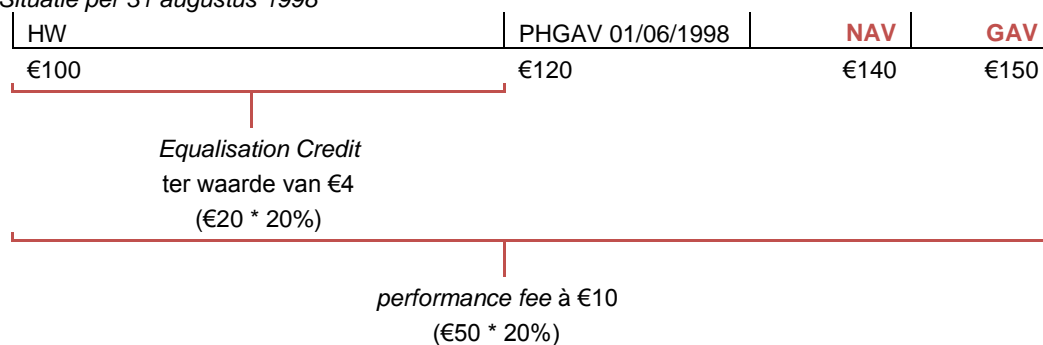 Situatie per 31 augustus 1998
HW PHGAV 01/06/1998 NAV GAV
€100 €120 €140 €150
Equalisation Credit
ter waarde van €4
(€20 * 20%)
performance fee à €10
(€50 * 20%)